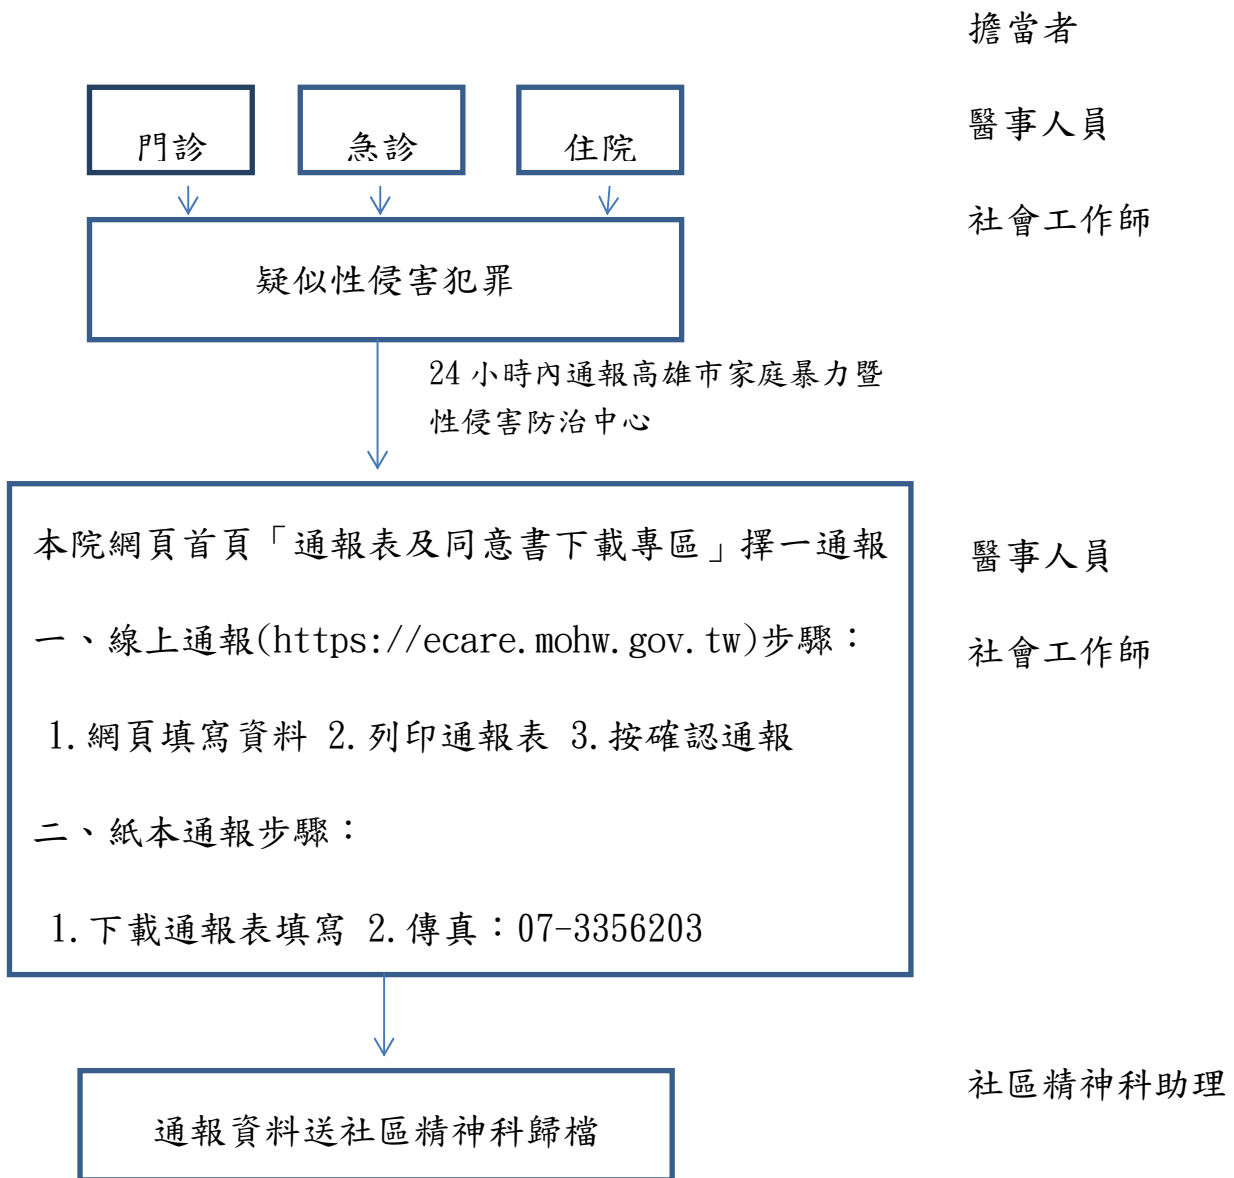 擔當者
門診 急診 住院 醫事人員
社會工作師
疑似性侵害犯罪
24 小時內通報高雄市家庭暴力暨
性侵害防治中心
本院網頁首頁「通報表及同意書下載專區」擇一通報 醫事人員
一、線上通報(https://ecare.mohw.gov.tw)步驟： 社會工作師
1.網頁填寫資料 2.列印通報表 3.按確認通報
二、紙本通報步驟：
1.下載通報表填寫 2.傳真：07-3356203
社區精神科助理
通報資料送社區精神科歸檔